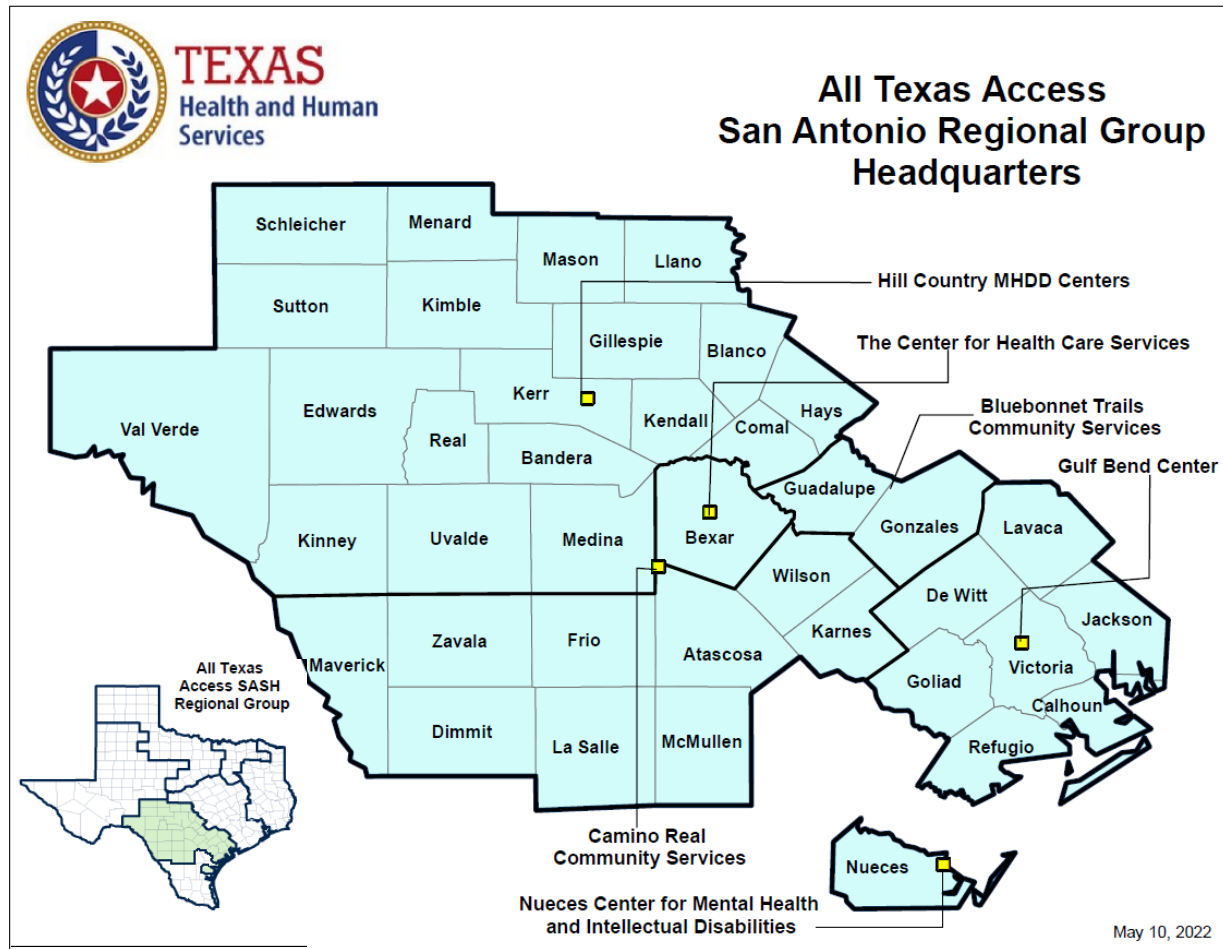 TEXAS
Health and Human
Services
All Texas Access
San Antonio Regional Group
Headquarters
Schleicher
Menard
Mason
Llano
Hill Country MHDD Centers
Sutton
Kimble
Gillespie
Blanco
The Center for Health Care Services
Kerr
Edwards
Hays
Bluebonnet Trails
Community Services
Val Verde
Real
Kendall
Comal
Bandera
Gulf Bend Center
Guadalupe
Gonzales
Lavaca
Kinney
Uvalde
Medina
Bexar
Wilson
De Witt
Jackson
Zavala
Frio
Karnes
Maverick
Atascosa
Victoria
Goliad
Calhoun
All Texas
Access SASH
Regional Group
Dimmit
La Salle
McMullen
Refugio
Camino Real
Community Services
Nueces
Nueces Center for Mental Health
and Intellectual Disabilities
May 10, 2022